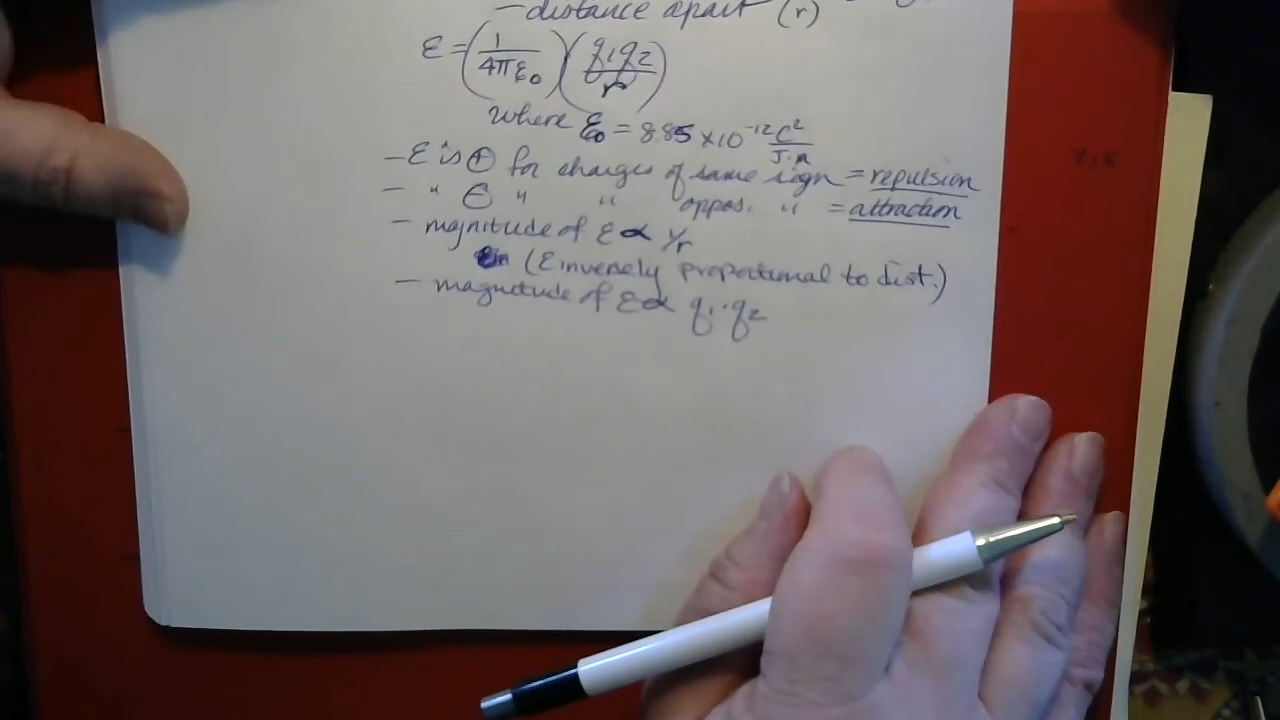 - distance apart (r)
ε = (1/4πε₀)(q₁q₂/r)
where ε₀ = 8.85 × 10⁻¹² C²/J·m
- ε is ⊕ for charges of same sign = repulsion
- " ⊖ " " oppos. " = attraction
- magnitude of ε ∝ 1/r
(ε inversely proportional to dist.)
- magnitude of ε ∝ q₁·q₂